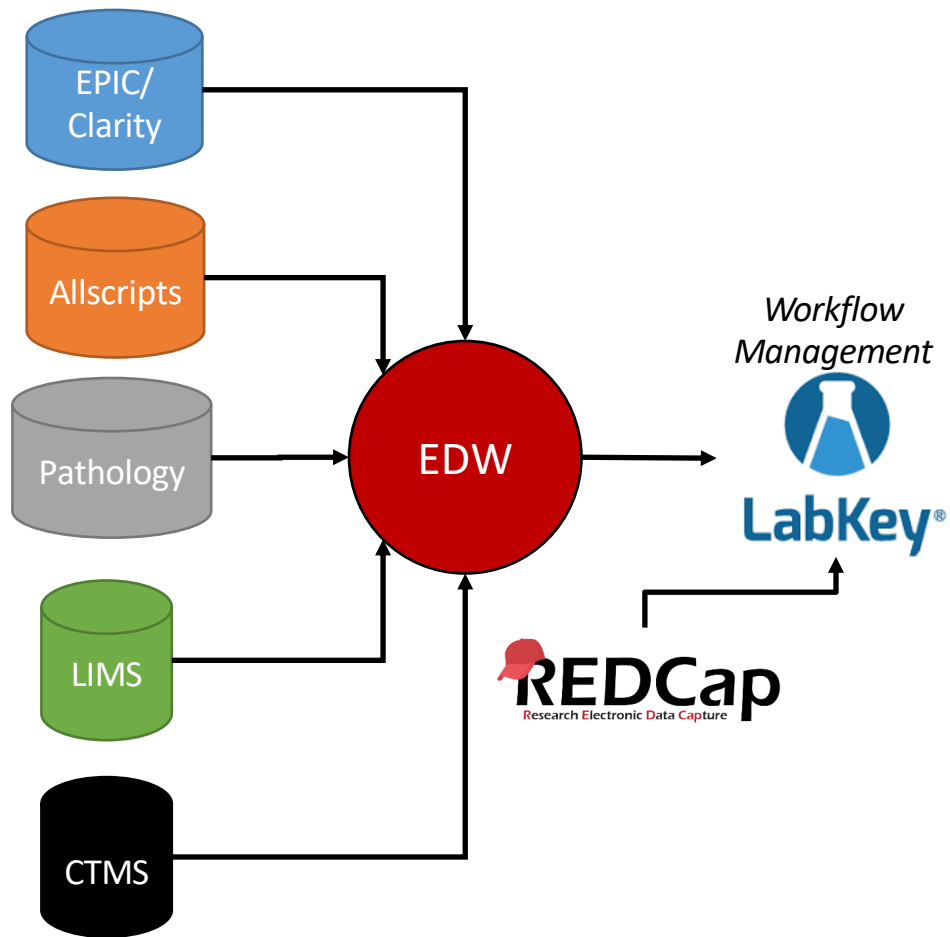 EPIC/
Clarity
Allscripts
Pathology
LIMS
CTMS
EDW
Workflow
Management
LabKey®
REDCap
Research Electronic Data Capture